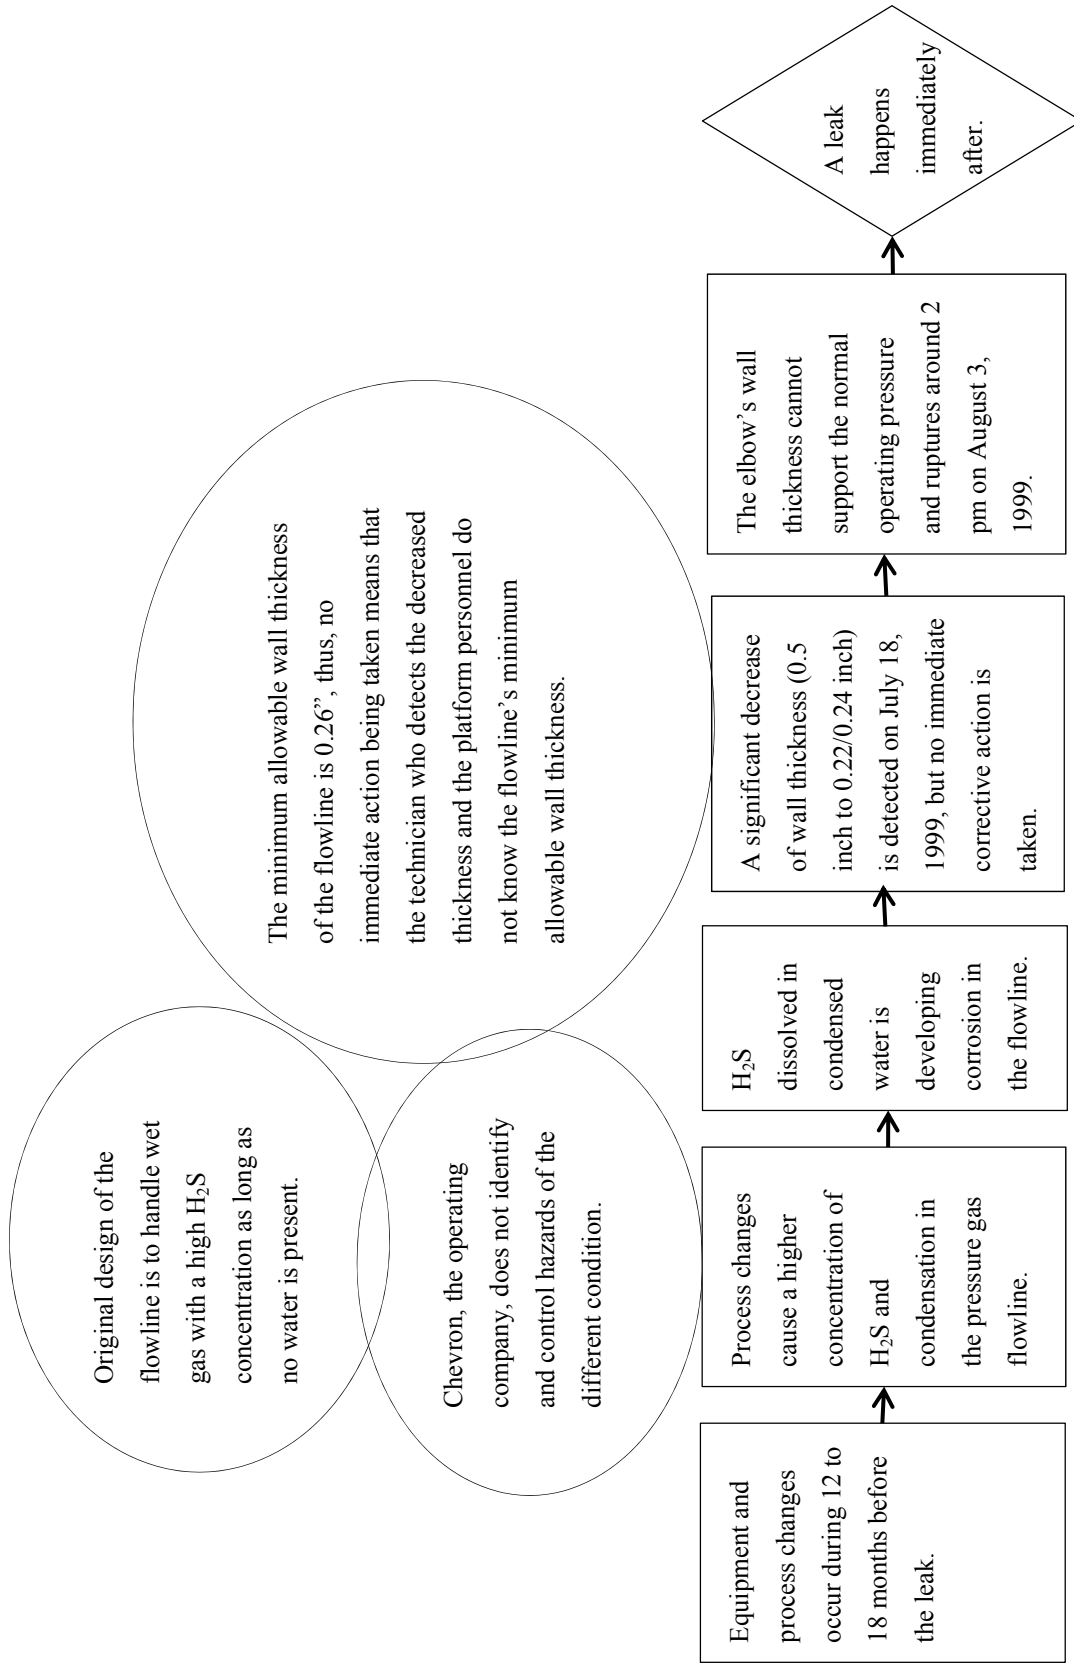 Original design of the
flowline is to handle wet
gas with a high H₂S
concentration as long as
no water is present.
Chevron, the operating
company, does not identify
and control hazards of the
different condition.
The minimum allowable wall thickness
of the flowline is 0.26”, thus, no
immediate action being taken means that
the technician who detects the decreased
thickness and the platform personnel do
not know the flowline’s minimum
allowable wall thickness.
Equipment and
process changes
occur during 12 to
18 months before
the leak.
Process changes
cause a higher
concentration of
H₂S and
condensation in
the pressure gas
flowline.
H₂S
dissolved in
condensed
water is
developing
corrosion in
the flowline.
A significant decrease
of wall thickness (0.5
inch to 0.22/0.24 inch)
is detected on July 18,
1999, but no immediate
corrective action is
taken.
The elbow’s wall
thickness cannot
support the normal
operating pressure
and ruptures around 2
pm on August 3,
1999.
A leak
happens
immediately
after.